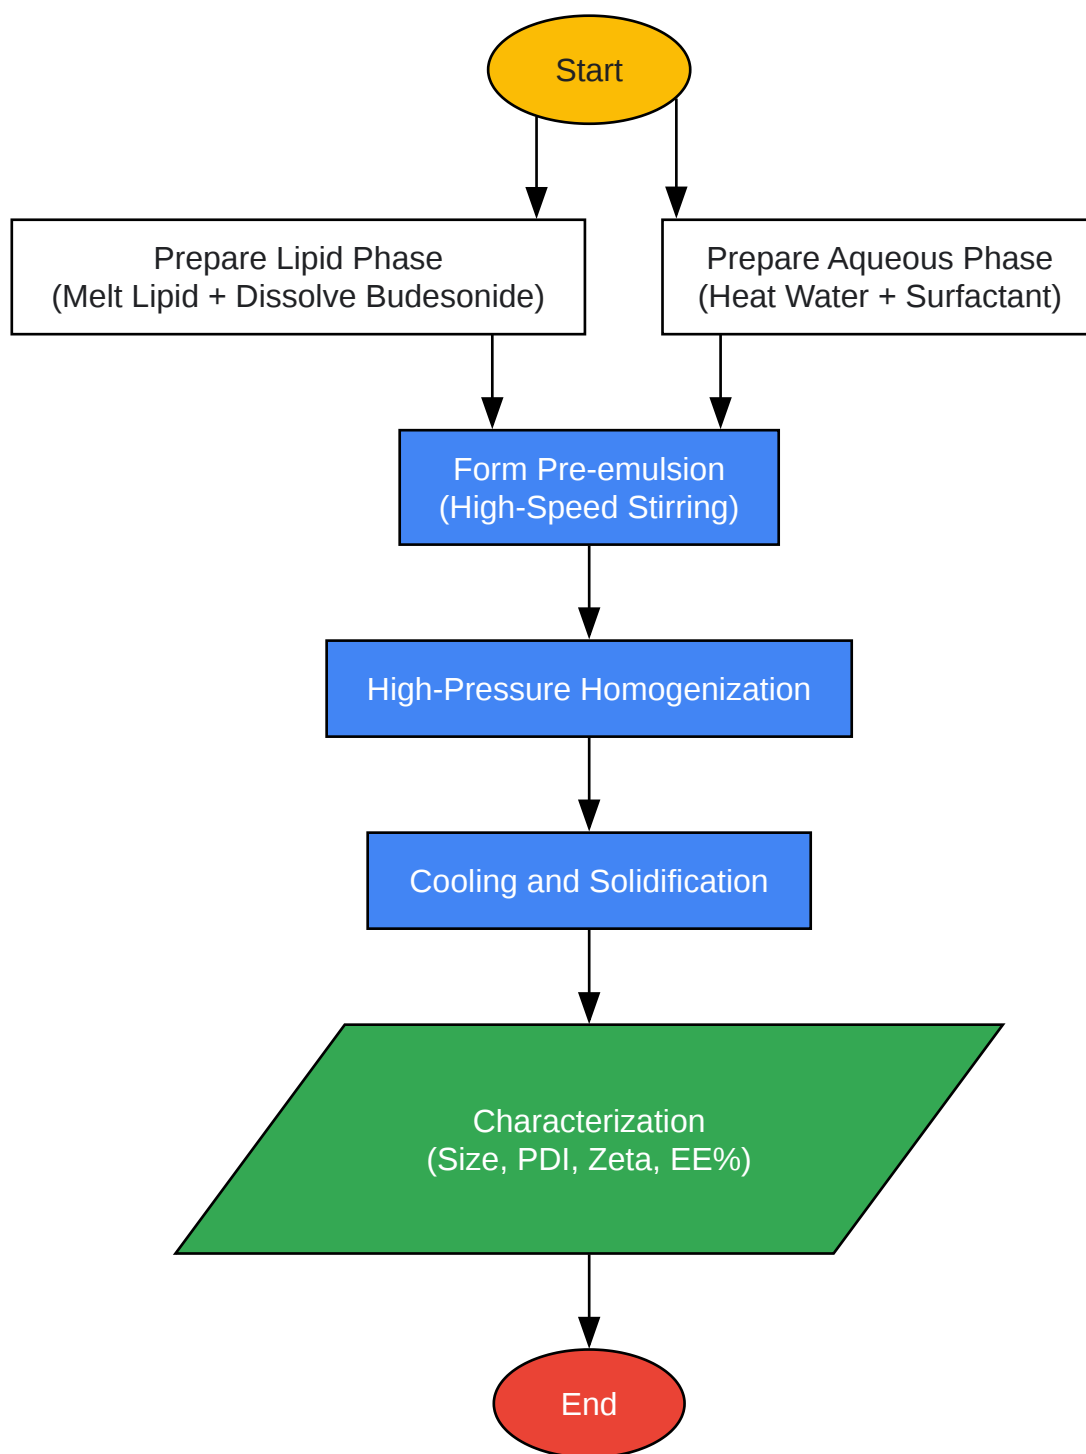 Start
Prepare Lipid Phase
(Melt Lipid + Dissolve Budesonide)
Prepare Aqueous Phase
(Heat Water + Surfactant)
Form Pre-emulsion
(High-Speed Stirring)
High-Pressure Homogenization
Cooling and Solidification
Characterization
(Size, PDI, Zeta, EE%)
End